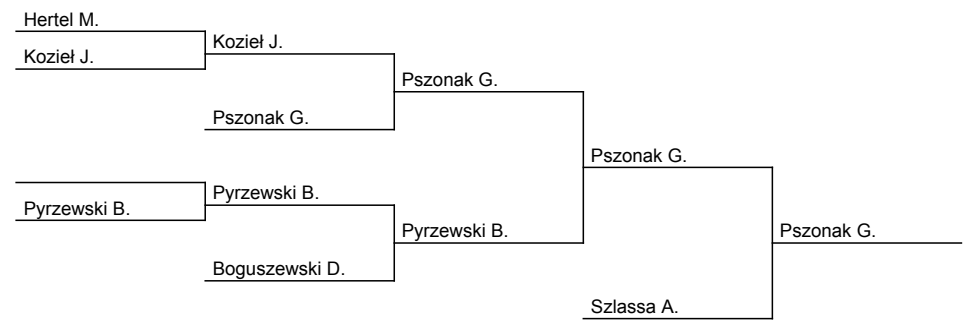 Hertel M.
Kozieł J.
Kozieł J.
Pszonak G.
Pszonak G.
Pszonak G.
Pyrzewski B.
Pyrzewski B.
Pyrzewski B.
Pszonak G.
Boguszewski D.
Szlassa A.